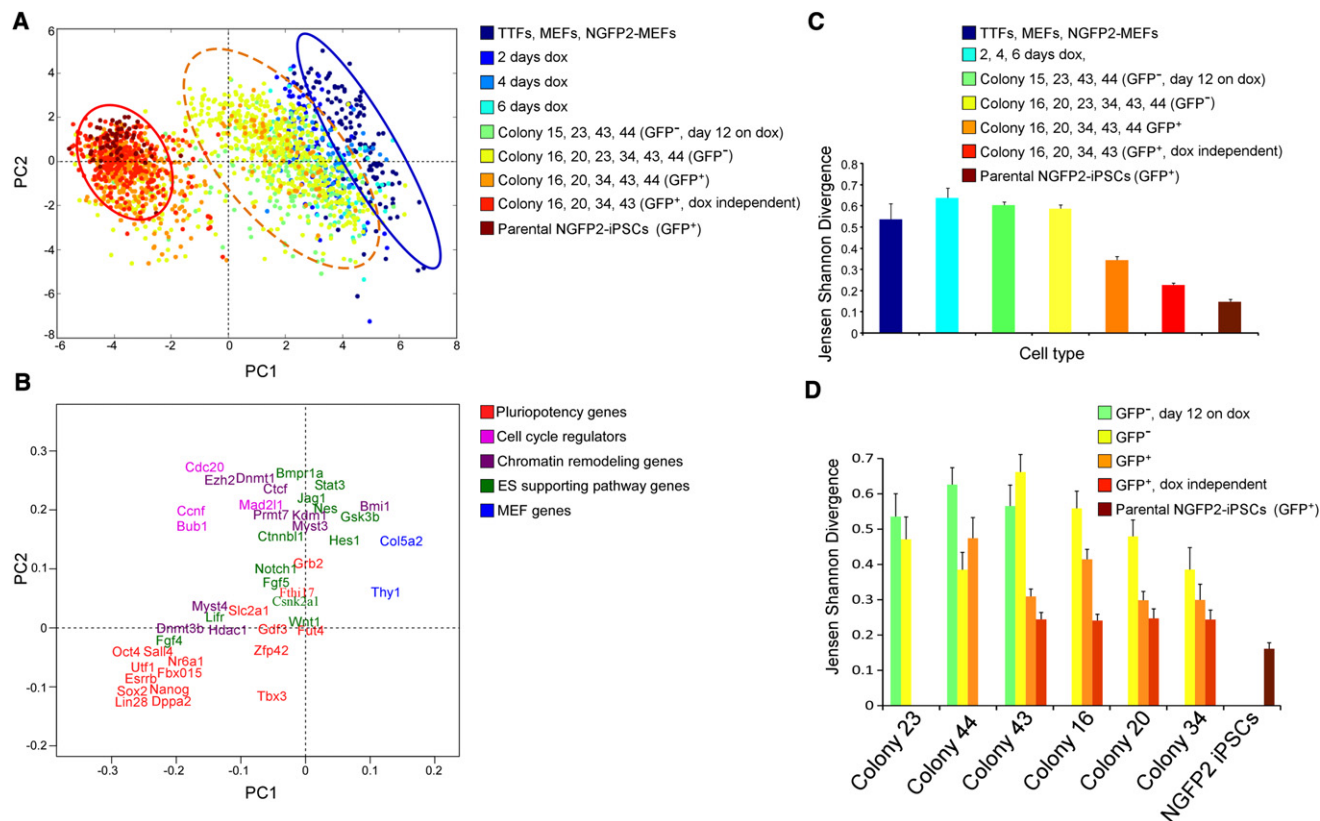 A
PC2
6
4
2
0
-2
-4
-6
-8
-6
-4
-2
0
2
4
6
8
PC1
TTFs, MEFs, NGFP2-MEFs
2 days dox
4 days dox
6 days dox
Colony 15, 23, 43, 44 (GFP⁻, day 12 on dox)
Colony 16, 20, 23, 34, 43, 44 (GFP⁻)
Colony 16, 20, 34, 43, 44 (GFP⁺)
Colony 16, 20, 34, 43 (GFP⁺, dox independent)
Parental NGFP2-iPSCs (GFP⁺)
B
PC2
0.3
0.2
0.1
0
-0.1
-0.2
-0.3
-0.2
-0.1
0
0.1
0.2
PC1
Cdc20
Ezh2
Dnmt1
Ctcf
Bmpr1a
Stat3
Jag1
Nes
Bmi1
Ccnf
Bub1
Mad2l1
Prmt7
Kdm1
Myst3
Gsk3b
Ctnnbl1
Hes1
Col5a2
Grb2
Notch1
Fgf5
Fthl17
Csnk2a1
Thy1
Myst4
Lifr
Slc2a1
Wnt1
Dnmt3b
Hdac1
Gdf3
Fut4
Fgf4
Oct4
Sall4
Zfp42
Utf1
Nr6a1
Esrrb
Fbx015
Sox2
Nanog
Lin28
Dppa2
Tbx3
Pluriopotency genes
Cell cycle regulators
Chromatin remodeling genes
ES supporting pathway genes
MEF genes
C
TTFs, MEFs, NGFP2-MEFs
2, 4, 6 days dox,
Colony 15, 23, 43, 44 (GFP⁻, day 12 on dox)
Colony 16, 20, 23, 34, 43, 44 (GFP⁻)
Colony 16, 20, 34, 43, 44 GFP⁺
Colony 16, 20, 34, 43 (GFP⁺, dox independent)
Parental NGFP2-iPSCs (GFP⁺)
Jensen Shannon Divergence
0.8
0.7
0.6
0.5
0.4
0.3
0.2
0.1
0
Cell type
D
GFP⁻, day 12 on dox
GFP⁻
GFP⁺
GFP⁺, dox independent
Parental NGFP2-iPSCs (GFP⁺)
Jensen Shannon Divergence
0.7
0.6
0.5
0.4
0.3
0.2
0.1
0
Colony 23
Colony 44
Colony 43
Colony 16
Colony 20
Colony 34
NGFP2 iPSCs